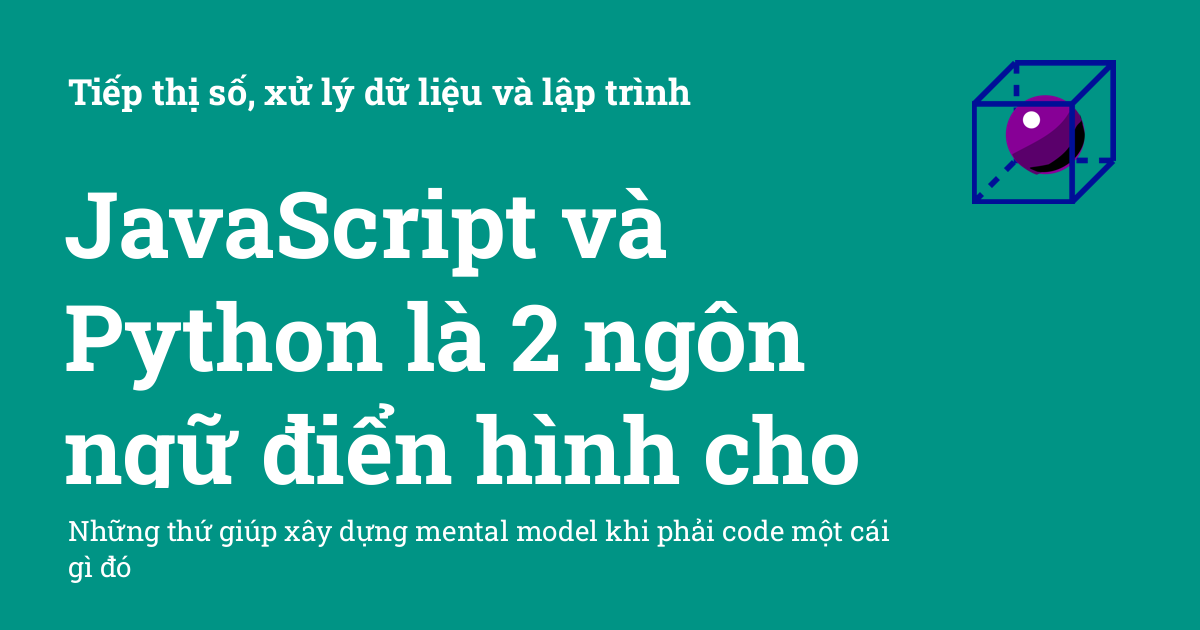 Tiếp thị số, xử lý dữ liệu và lập trình
JavaScript và
Python là 2 ngôn
ngữ điển hình cho
Những thứ giúp xây dựng mental model khi phải code một cái
gì đó